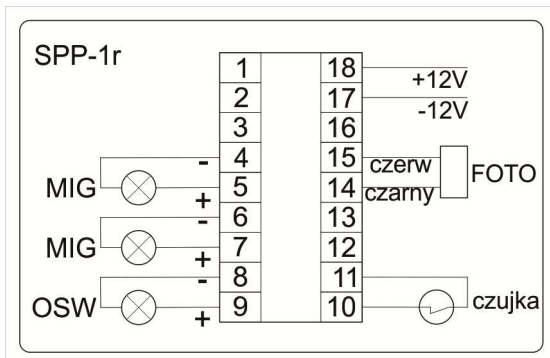 SPP-1r
1 18 +12V
2 17 -12V
3 16
- 4 15 czerw FOTO
MIG + 5 14 czarny
- 6 13
MIG + 7 12
- 8 11
OSW + 9 10 czujka